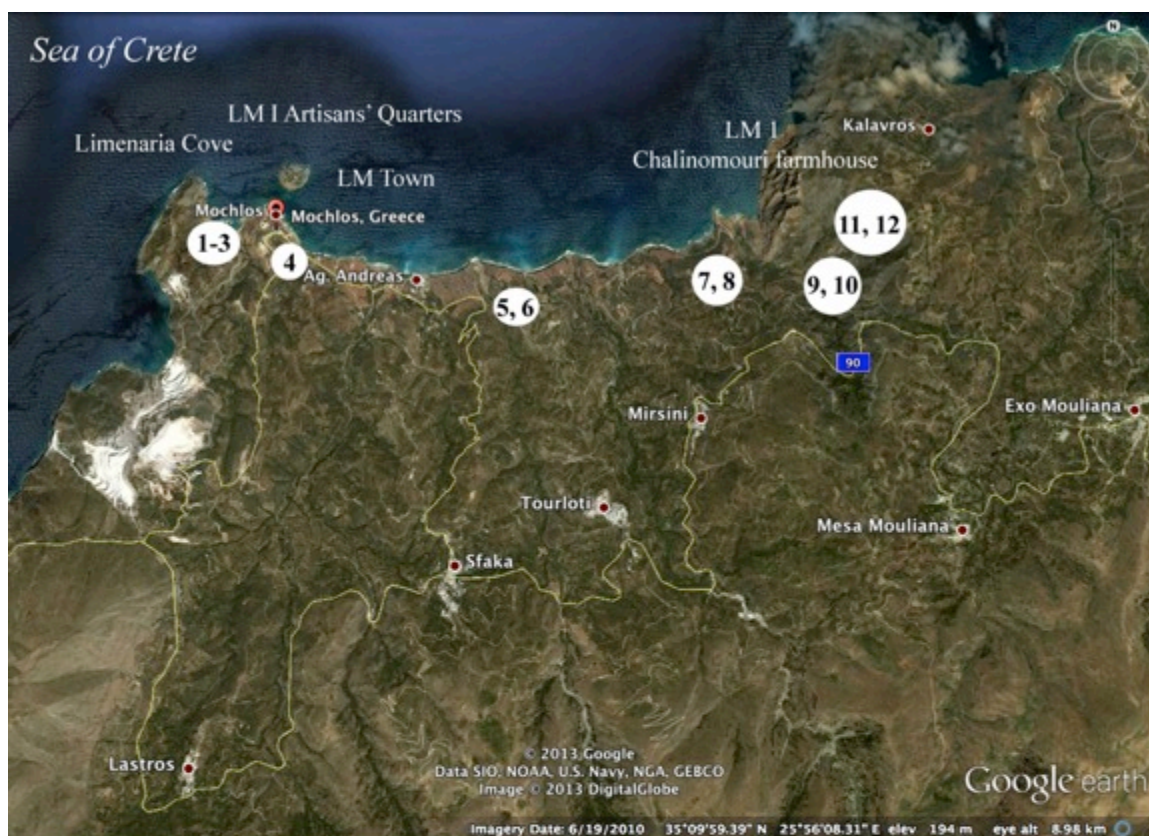 Sea of Crete
LM I Artisans' Quarters
Limenaria Cove
LM 1
Chalinomouri farmhouse
Kalavros
LM Town
Mochlos
Mochlos, Greece
1-3
4
Ag. Andreas
5, 6
7, 8
9, 10
11, 12
90
Mirsini
Exo Mouliana
Tourloti
Mesa Mouliana
Sfaka
Lastros
© 2013 Google
Data SIO, NOAA, U.S. Navy, NGA, GEBCO
Image © 2013 DigitalGlobe
Google earth
Imagery Date: 6/19/2010 35°09'59.39" N 25°56'08.31" E elev 194 m eye alt 8.98 km
N